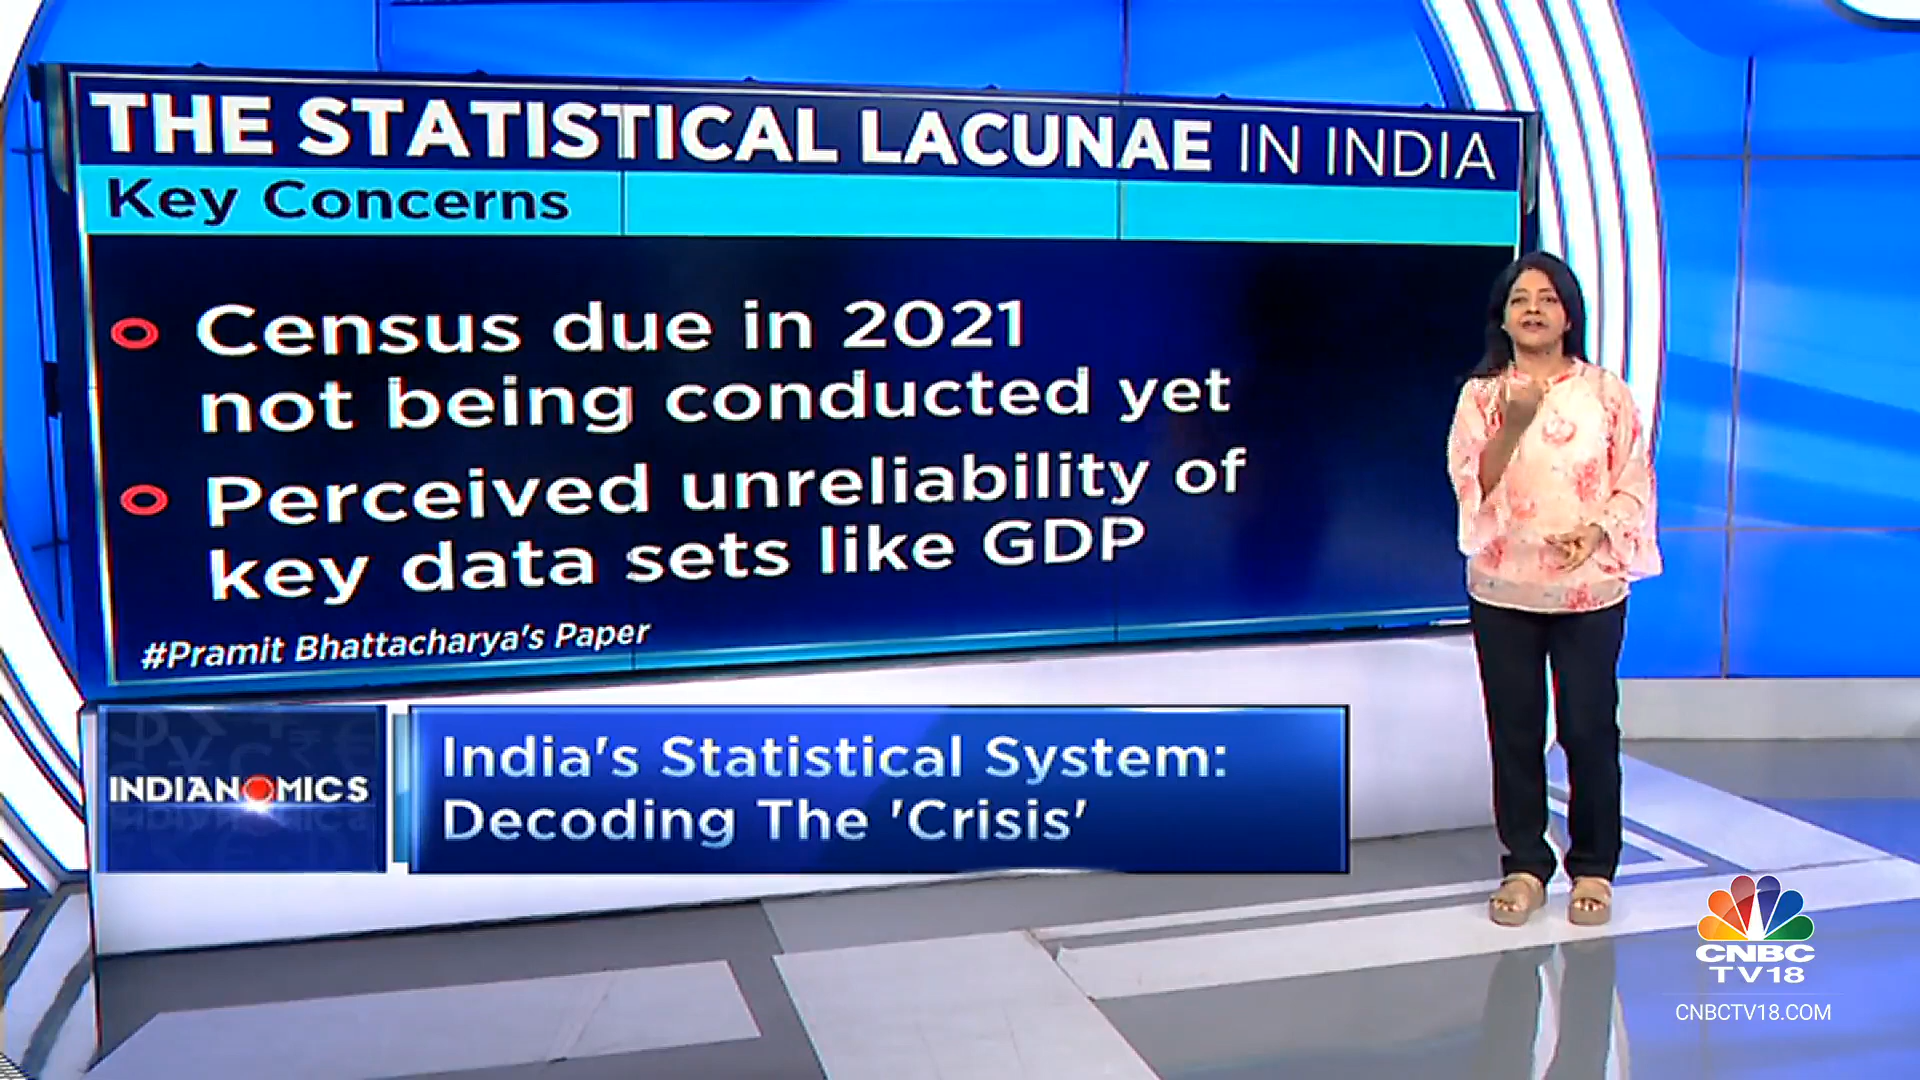 THE STATISTICAL LACUNAE IN INDIA
Key Concerns
Census due in 2021
not being conducted yet
Perceived unreliability of
key data sets like GDP
#Pramit Bhattacharya's Paper
INDIANOMICS
India's Statistical System:
Decoding The 'Crisis'
CNBC
TV18
CNBCTV18.COM